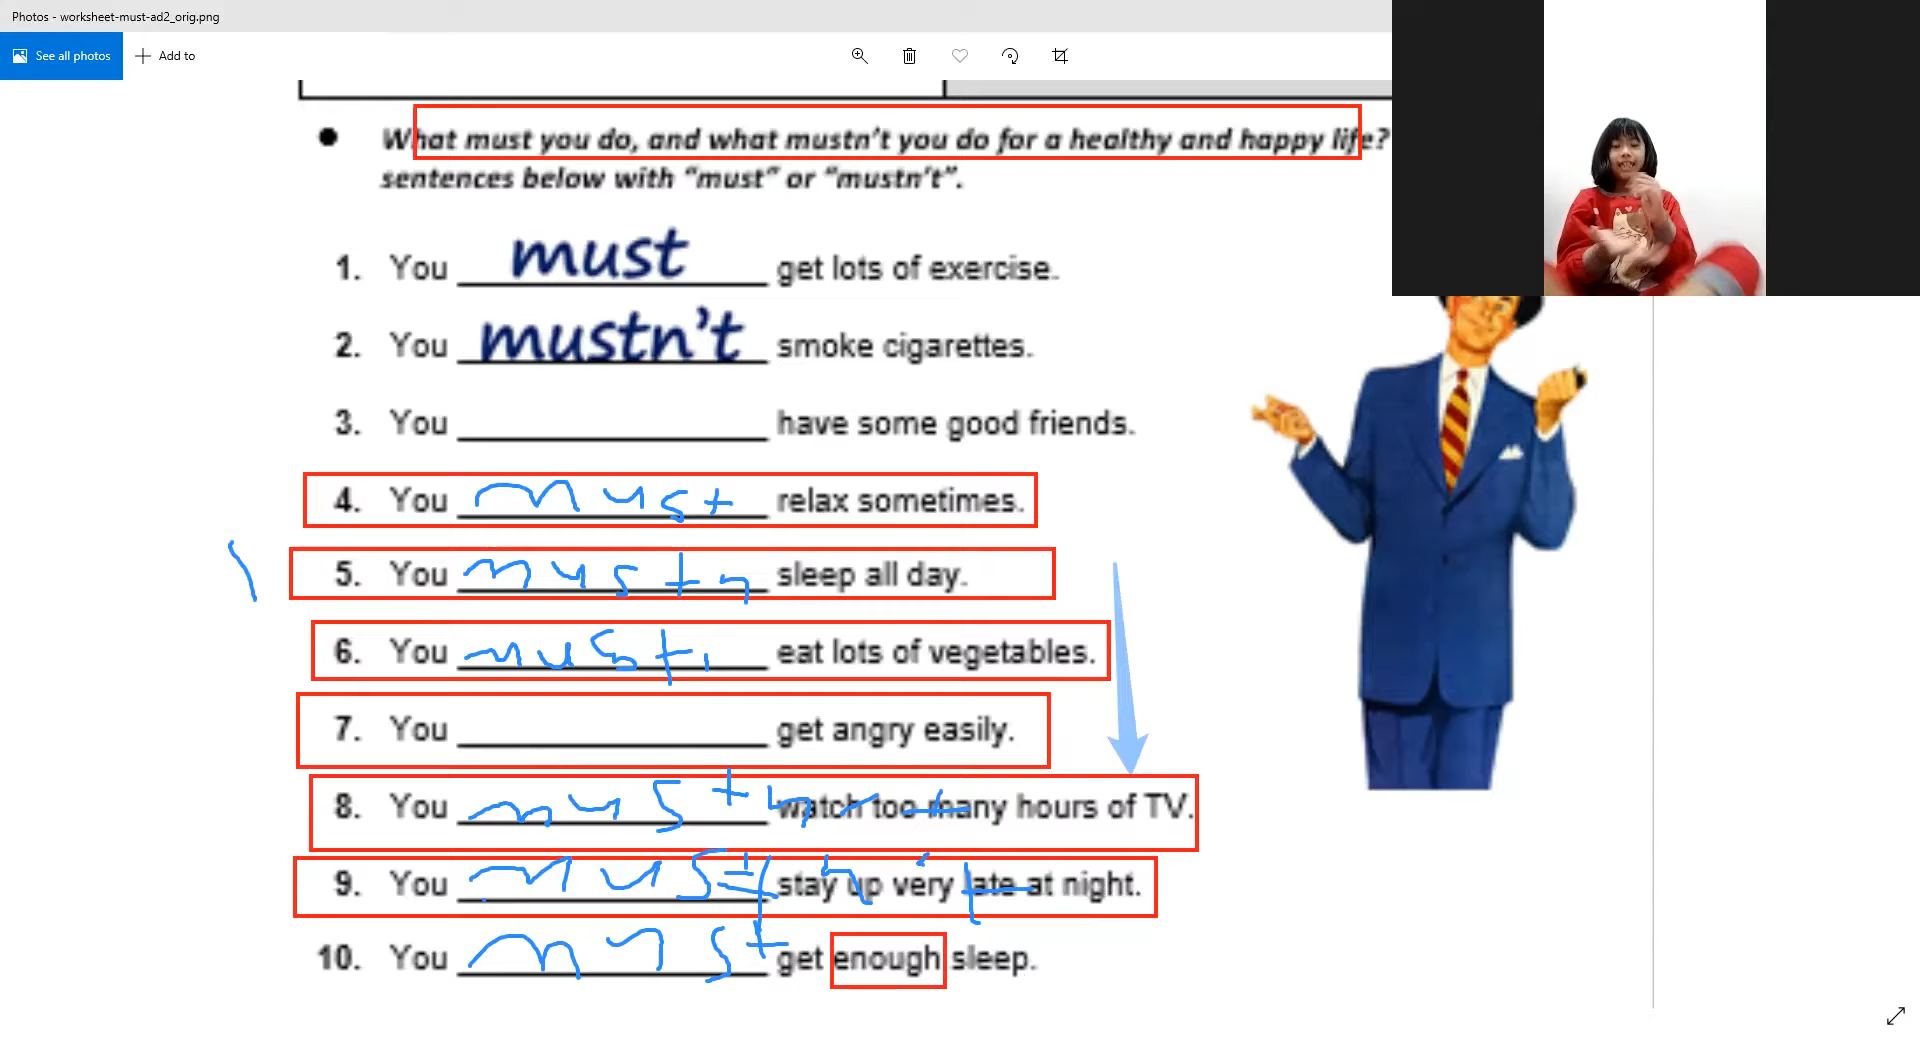 Photos - worksheet-must-ad2_orig.png
See all photos
Add to
What must you do, and what mustn't you do for a healthy and happy life?
sentences below with "must" or "mustn't".
1. You must get lots of exercise.
2. You mustn't smoke cigarettes.
3. You have some good friends.
4. You must relax sometimes.
5. You mustn sleep all day.
6. You must eat lots of vegetables.
7. You get angry easily.
8. You mustn't watch too many hours of TV.
9. You mustn't stay up very late at night.
10. You must get enough sleep.